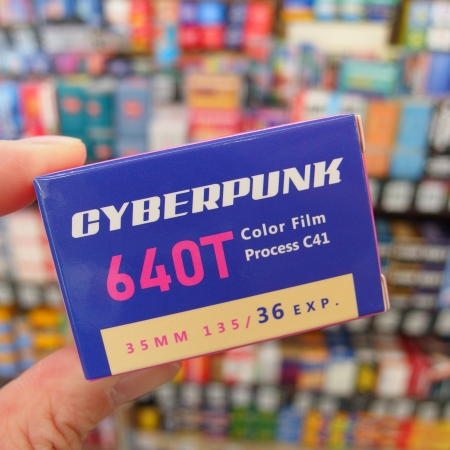 CYBERPUNK
640T
Color Film
Process C41
35MM 135/36 EXP.